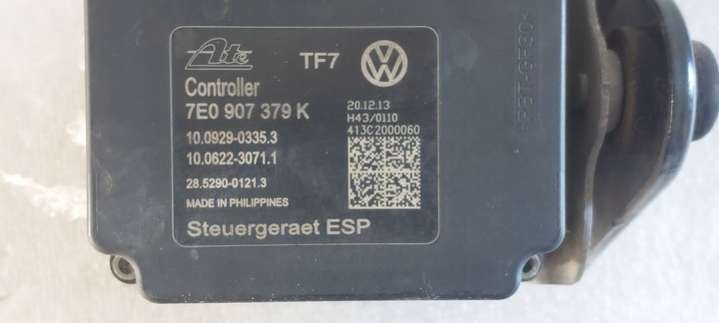 Ate
TF7
VW
Controller
7E0 907 379 K
20.12.13
H43/0110
413C2000060
10.0929-0335.3
10.0622-3071.1
28.5290-0121.3
MADE IN PHILIPPINES
Steuergeraet ESP